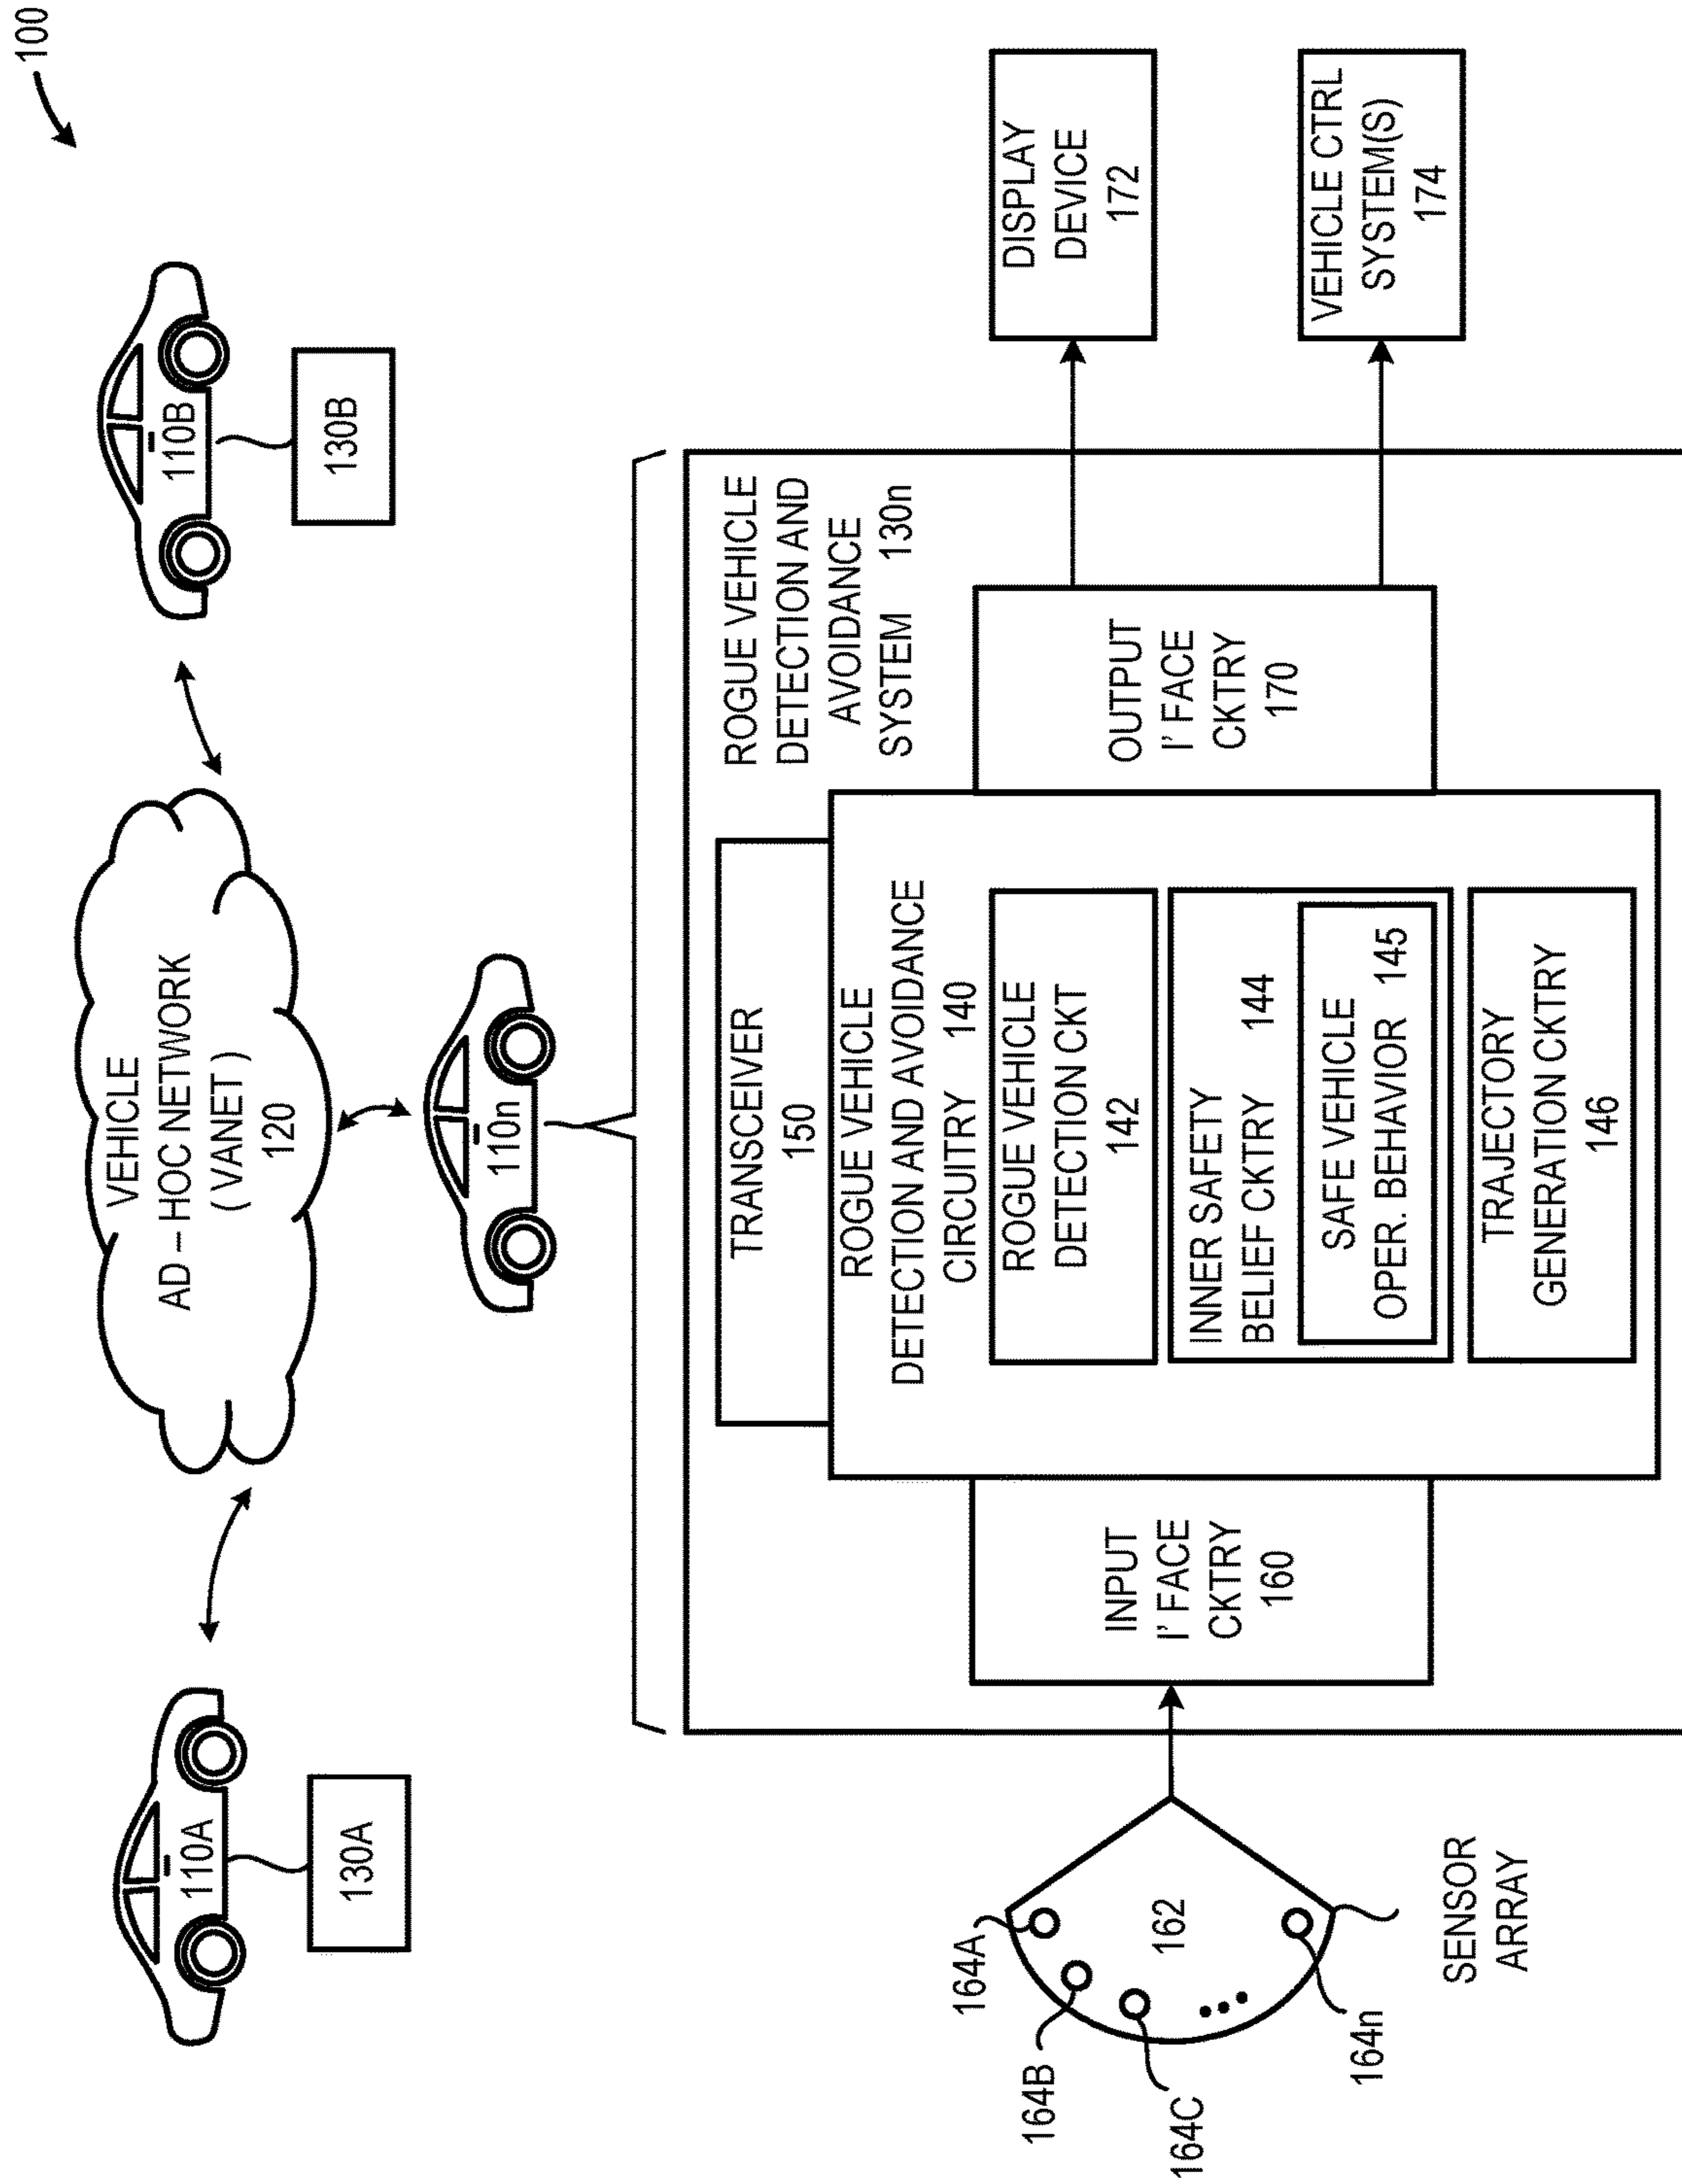 100
110A
130A
VEHICLE
AD – HOC NETWORK
( VANET )
120
110B
130B
110n
ROGUE VEHICLE
DETECTION AND
AVOIDANCE
SYSTEM 130n
TRANSCEIVER
150
ROGUE VEHICLE
DETECTION AND AVOIDANCE
CIRCUITRY 140
ROGUE VEHICLE
DETECTION CKT
142
INNER SAFETY
BELIEF CKTRY 144
SAFE VEHICLE
OPER. BEHAVIOR 145
TRAJECTORY
GENERATION CKTRY
146
INPUT
I' FACE
CKTRY
160
OUTPUT
I' FACE
CKTRY
170
DISPLAY
DEVICE
172
VEHICLE CTRL
SYSTEM(S)
174
164A
164B
164C
162
164n
SENSOR
ARRAY